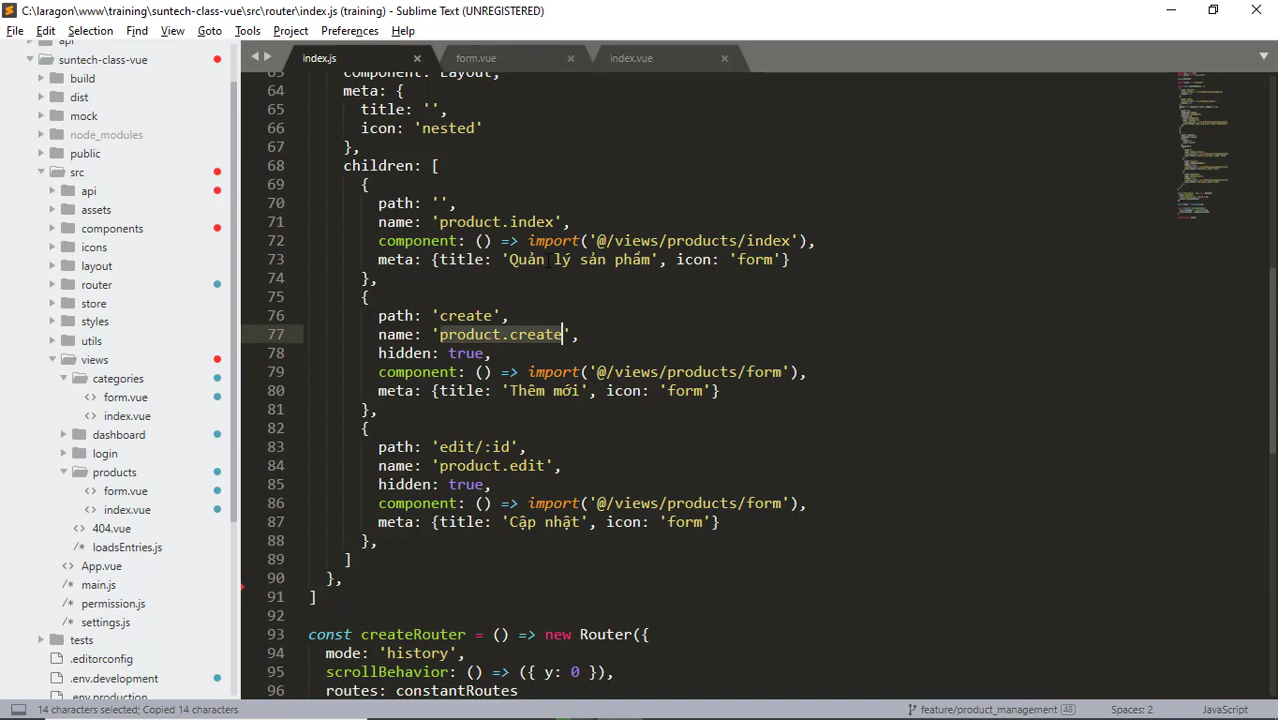 C:\laragon\www\training\suntech-class-vue\src\router\index.js (training) - Sublime Text (UNREGISTERED)
File Edit Selection Find View Goto Tools Project Preferences Help
api
suntech-class-vue
build
dist
mock
node_modules
public
src
api
assets
components
icons
layout
router
store
styles
utils
views
categories
form.vue
index.vue
dashboard
login
products
form.vue
index.vue
404.vue
loadsEntries.js
App.vue
main.js
permission.js
settings.js
tests
.editorconfig
.env.development
.env.production
index.js form.vue index.vue
63 component: Layout,
64 meta: {
65 title: '',
66 icon: 'nested'
67 },
68 children: [
69 {
70 path: '',
71 name: 'product.index',
72 component: () => import('@/views/products/index'),
73 meta: {title: 'Quản lý sản phẩm', icon: 'form'}
74 },
75 {
76 path: 'create',
77 name: 'product.create',
78 hidden: true,
79 component: () => import('@/views/products/form'),
80 meta: {title: 'Thêm mới', icon: 'form'}
81 },
82 {
83 path: 'edit/:id',
84 name: 'product.edit',
85 hidden: true,
86 component: () => import('@/views/products/form'),
87 meta: {title: 'Cập nhật', icon: 'form'}
88 },
89 ]
90 },
91 ]
92
93 const createRouter = () => new Router({
94 mode: 'history',
95 scrollBehavior: () => ({ y: 0 }),
96 routes: constantRoutes
14 characters selected; Copied 14 characters feature/product_management 48 Spaces: 2 JavaScript